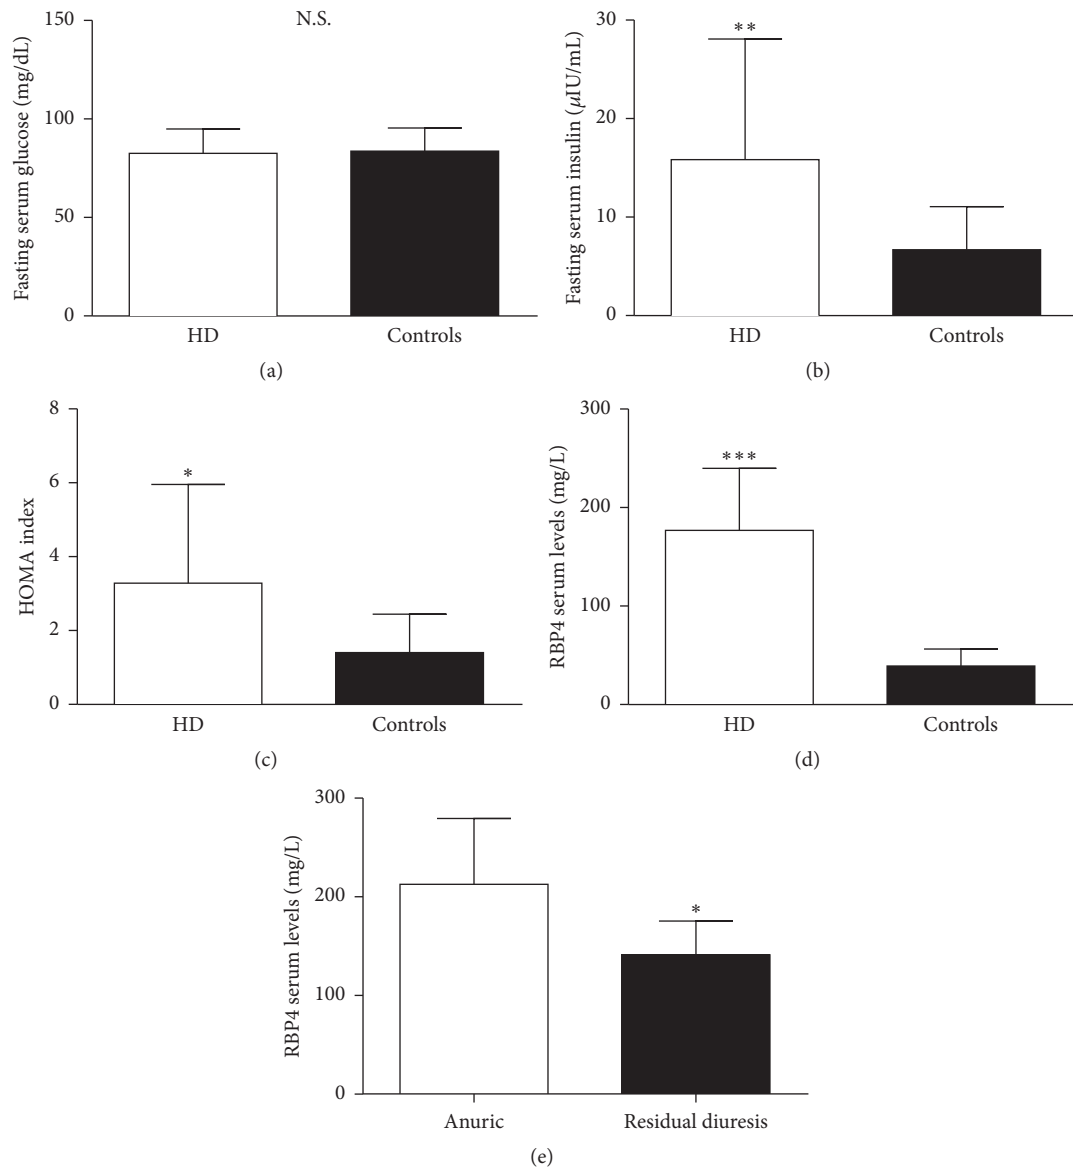 N.S.
Fasting serum glucose (mg/dL)
150
100
50
0
HD
Controls
(a)
**
Fasting serum insulin (μIU/mL)
30
20
10
0
HD
Controls
(b)
*
HOMA index
8
6
4
2
0
HD
Controls
(c)
***
RBP4 serum levels (mg/L)
300
200
100
0
HD
Controls
(d)
*
RBP4 serum levels (mg/L)
300
200
100
0
Anuric
Residual diuresis
(e)